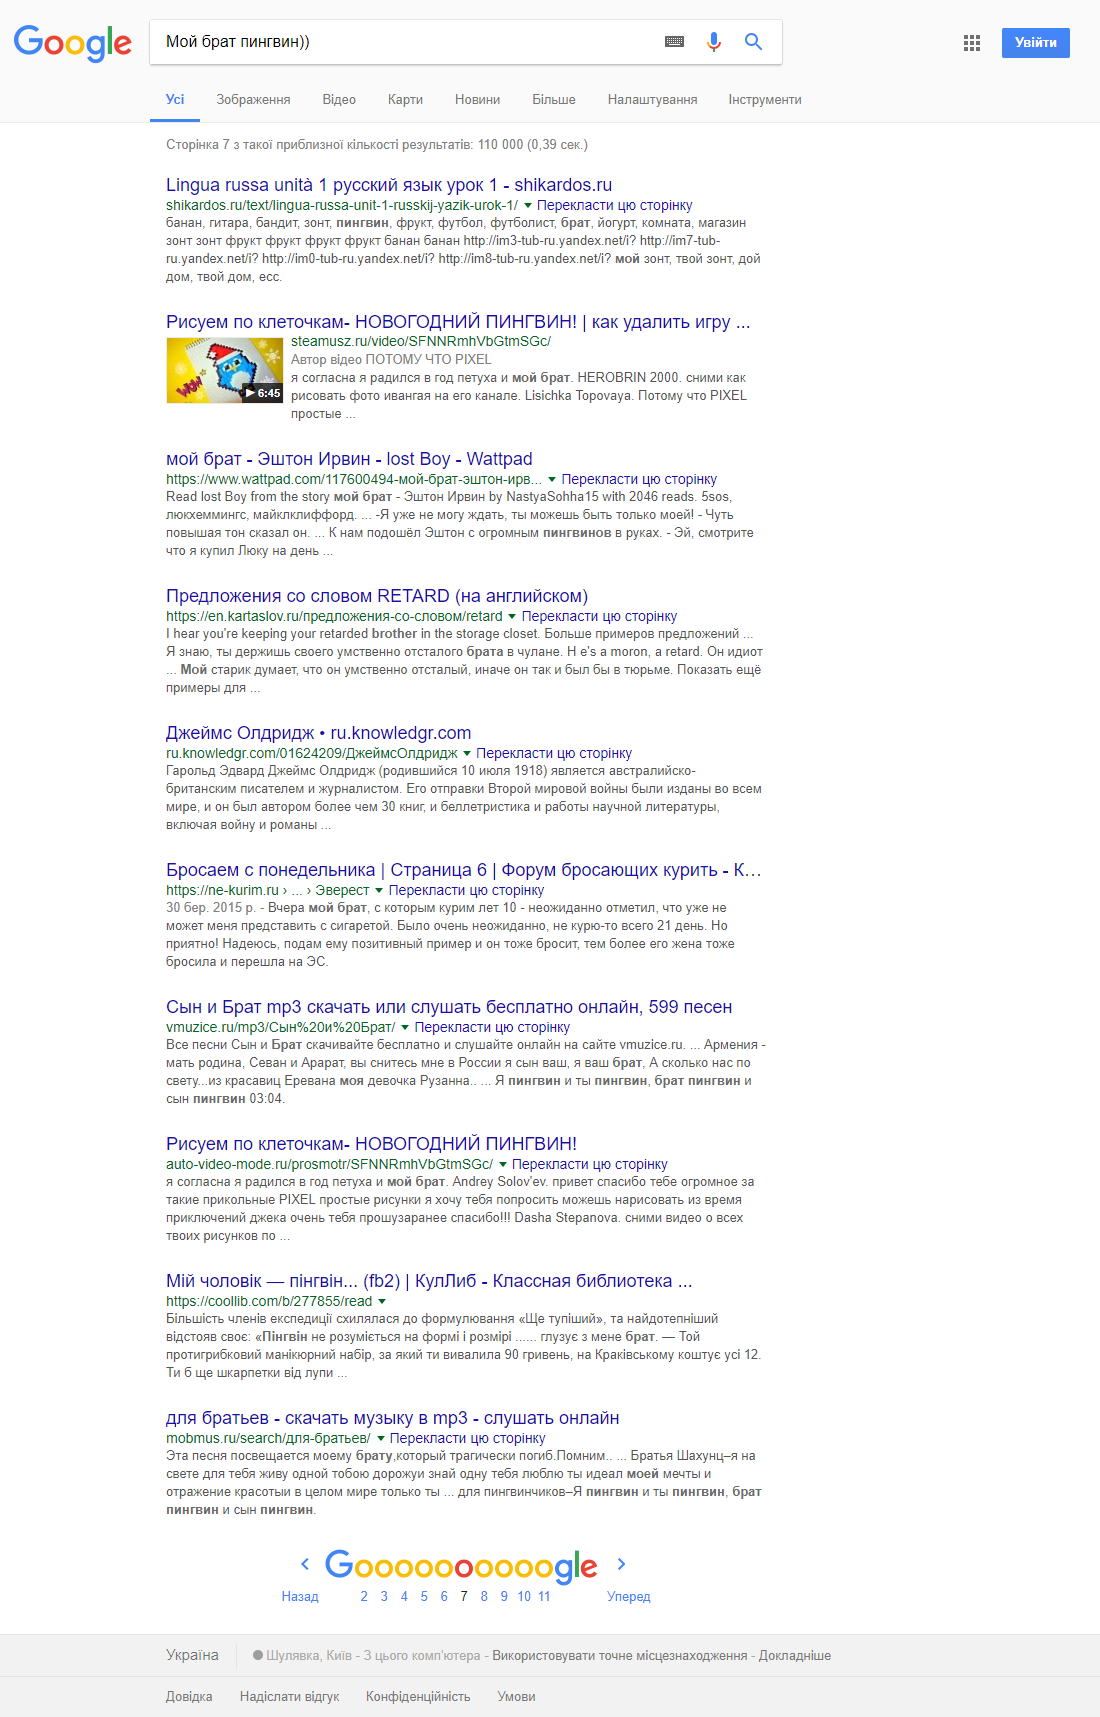 Google
Мой брат пингвин))
Увійти
Усі Зображення Відео Карти Новини Більше Налаштування Інструменти
Сторінка 7 з такої приблизної кількості результатів: 110 000 (0,39 сек.)
Lingua russa unità 1 русский язык урок 1 - shikardos.ru
shikardos.ru/text/lingua-russa-unit-1-russkij-yazik-urok-1/ Перекласти цю сторінку
банан, гитара, бандит, зонт, пингвин, фрукт, футбол, футболист, брат, йогурт, комната, магазин
зонт зонт фрукт фрукт фрукт фрукт банан банан http://im3-tub-ru.yandex.net/i? http://im7-tub-
ru.yandex.net/i? http://im0-tub-ru.yandex.net/i? http://im8-tub-ru.yandex.net/i? мой зонт, твой зонт, дой
дом, твой дом, есс.
Рисуем по клеточкам- НОВОГОДНИЙ ПИНГВИН! | как удалить игру ...
steamusz.ru/video/SFNNRmhVbGtmSGc/
Автор відео ПОТОМУ ЧТО PIXEL
я согласна я радился в год петуха и мой брат. HEROBRIN 2000. сними как
рисовать фото ивангая на его канале. Lisichka Topovaya. Потому что PIXEL
простые ...
WOW
6:45
мой брат - Эштон Ирвин - lost Boy - Wattpad
https://www.wattpad.com/117600494-мой-брат-эштон-ирв... Перекласти цю сторінку
Read lost Boy from the story мой брат - Эштон Ирвин by NastyaSohha15 with 2046 reads. 5sos,
люкхеммингс, майклклиффорд. ... -Я уже не могу ждать, ты можешь быть только моей! - Чуть
повышая тон сказал он. ... К нам подошёл Эштон с огромным пингвинов в руках. - Эй, смотрите
что я купил Люку на день ...
Предложения со словом RETARD (на английском)
https://en.kartaslov.ru/предложения-со-словом/retard Перекласти цю сторінку
I hear you're keeping your retarded brother in the storage closet. Больше примеров предложений ...
Я знаю, ты держишь своего умственно отсталого брата в чулане. H e's a moron, a retard. Он идиот
... Мой старик думает, что он умственно отсталый, иначе он так и был бы в тюрьме. Показать ещё
примеры для ...
Джеймс Олдридж • ru.knowledgr.com
ru.knowledgr.com/01624209/ДжеймсОлдридж Перекласти цю сторінку
Гарольд Эдвард Джеймс Олдридж (родившийся 10 июля 1918) является австралийско-
британским писателем и журналистом. Его отправки Второй мировой войны были изданы во всем
мире, и он был автором более чем 30 книг, и беллетристика и работы научной литературы,
включая войну и романы ...
Бросаем с понедельника | Страница 6 | Форум бросающих курить - К...
https://ne-kurim.ru › ... › Эверест Перекласти цю сторінку
30 бер. 2015 р. - Вчера мой брат, с которым курим лет 10 - неожиданно отметил, что уже не
может меня представить с сигаретой. Было очень неожиданно, не курю-то всего 21 день. Но
приятно! Надеюсь, подам ему позитивный пример и он тоже бросит, тем более его жена тоже
бросила и перешла на ЭС.
Сын и Брат mp3 скачать или слушать бесплатно онлайн, 599 песен
vmuzice.ru/mp3/Сын%20и%20Брат/ Перекласти цю сторінку
Все песни Сын и Брат скачивайте бесплатно и слушайте онлайн на сайте vmuzice.ru. ... Армения -
мать родина, Севан и Арарат, вы снитесь мне в России я сын ваш, я ваш брат, А сколько нас по
свету...из красавиц Еревана моя девочка Рузанна.. ... Я пингвин и ты пингвин, брат пингвин и
сын пингвин 03:04.
Рисуем по клеточкам- НОВОГОДНИЙ ПИНГВИН!
auto-video-mode.ru/prosmotr/SFNNRmhVbGtmSGc/ Перекласти цю сторінку
я согласна я радился в год петуха и мой брат. Andrey Solov'ev. привет спасибо тебе огромное за
такие прикольные PIXEL простые рисунки я хочу тебя попросить можешь нарисовать из время
приключений джека очень тебя прошузаранее спасибо!!! Dasha Stepanova. сними видео о всех
твоих рисунков по ...
Мій чоловік — пінгвін... (fb2) | КулЛиб - Классная библиотека ...
https://coollib.com/b/277855/read
Більшість членів експедиції схилялася до формулювання «Ще тупіший», та найдотепніший
відстояв своє: «Пінгвін не розуміється на формі і розмірі ...... глузує з мене брат. — Той
протигрибковий манікюрний набір, за який ти вивалила 90 гривень, на Краківському коштує усі 12.
Ти б ще шкарпетки від лупи ...
для братьев - скачать музыку в mp3 - слушать онлайн
mobmus.ru/search/для-братьев/ Перекласти цю сторінку
Эта песня посвещается моему брату,который трагически погиб.Помним.. ... Братья Шахунц–я на
свете для тебя живу одной тобою дорожуи знай одну тебя люблю ты идеал моей мечты и
отражение красотыи в целом мире только ты ... для пингвинчиков–Я пингвин и ты пингвин, брат
пингвин и сын пингвин.
Goooooooooogle
Назад 2 3 4 5 6 7 8 9 10 11 Уперед
Україна Шулявка, Київ - З цього комп'ютера - Використовувати точне місцезнаходження - Докладніше
Довідка Надіслати відгук Конфіденційність Умови